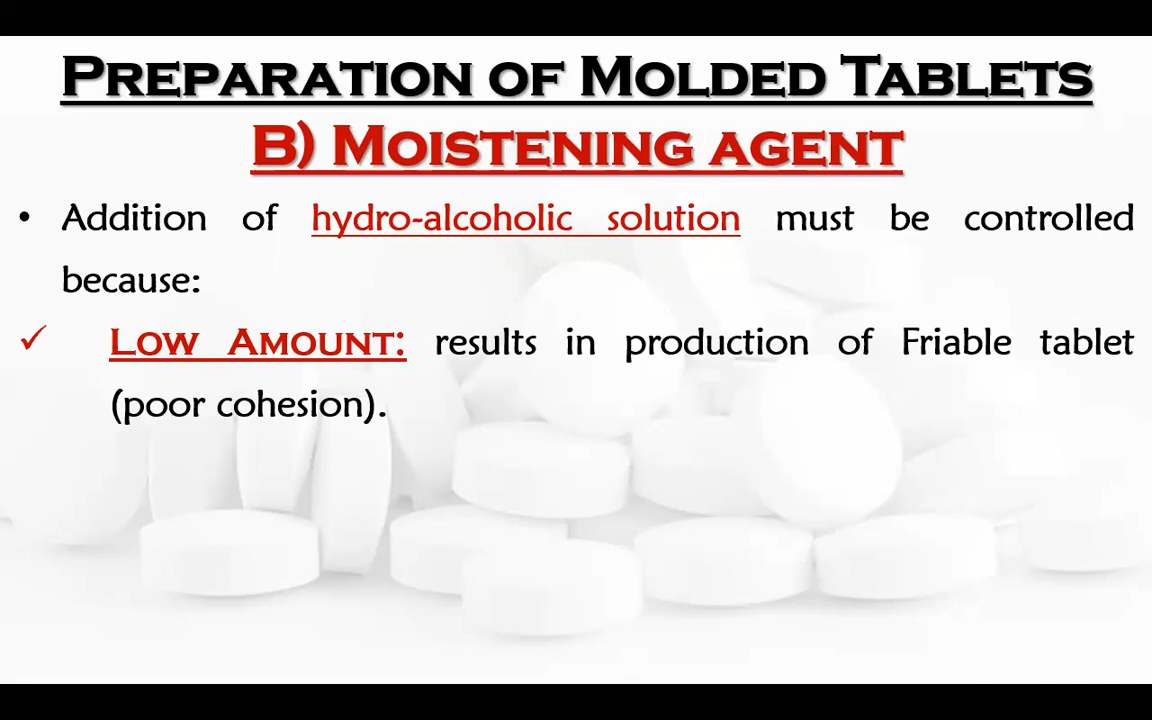 PREPARATION OF MOLDED TABLETS
B) MOISTENING AGENT
• Addition of hydro-alcoholic solution must be controlled
because:
✓ LOW AMOUNT: results in production of Friable tablet
(poor cohesion).